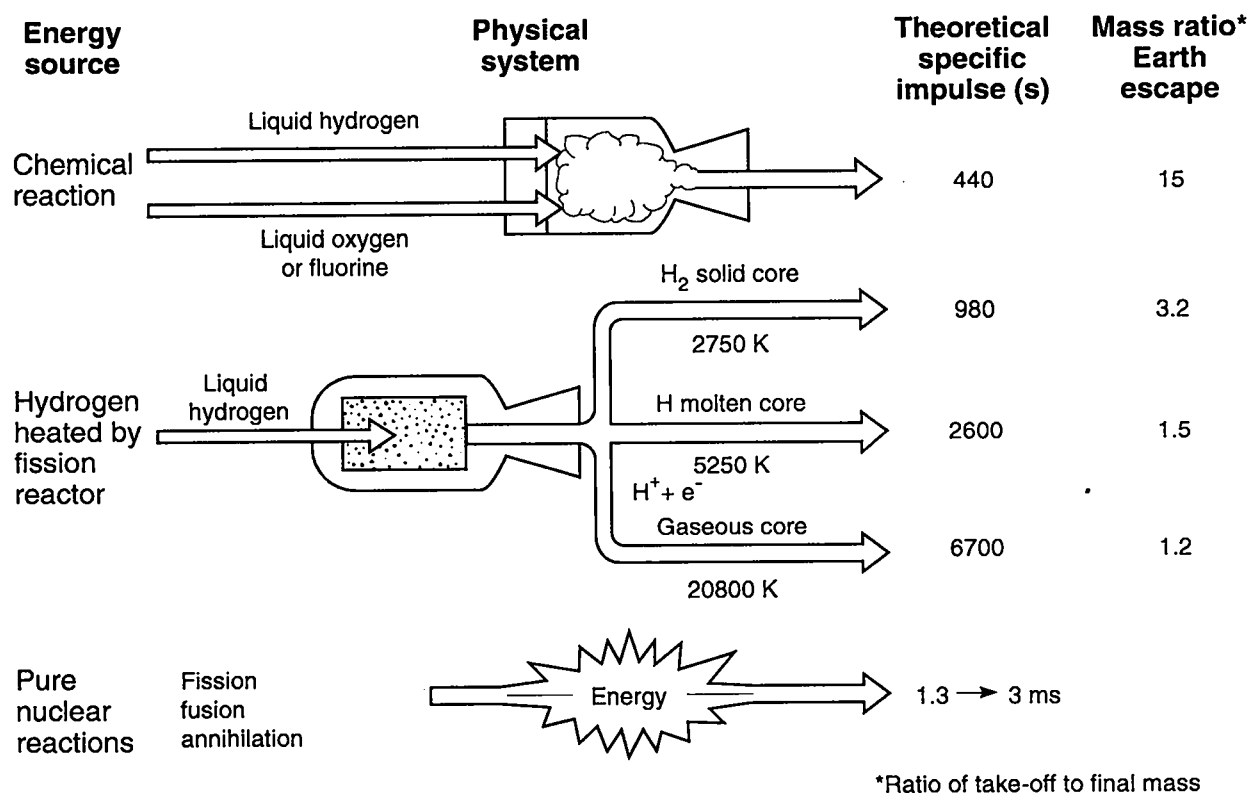 Energy
source
Physical
system
Theoretical
specific
impulse (s)
Mass ratio*
Earth
escape
Chemical
reaction
Liquid hydrogen
Liquid oxygen
or fluorine
440
15
H2 solid core
2750 K
980
3.2
Hydrogen
heated by
fission
reactor
Liquid
hydrogen
H molten core
5250 K
2600
1.5
H+ + e-
Gaseous core
20800 K
6700
1.2
Pure
nuclear
reactions
Fission
fusion
annihilation
Energy
1.3 → 3 ms
*Ratio of take-off to final mass